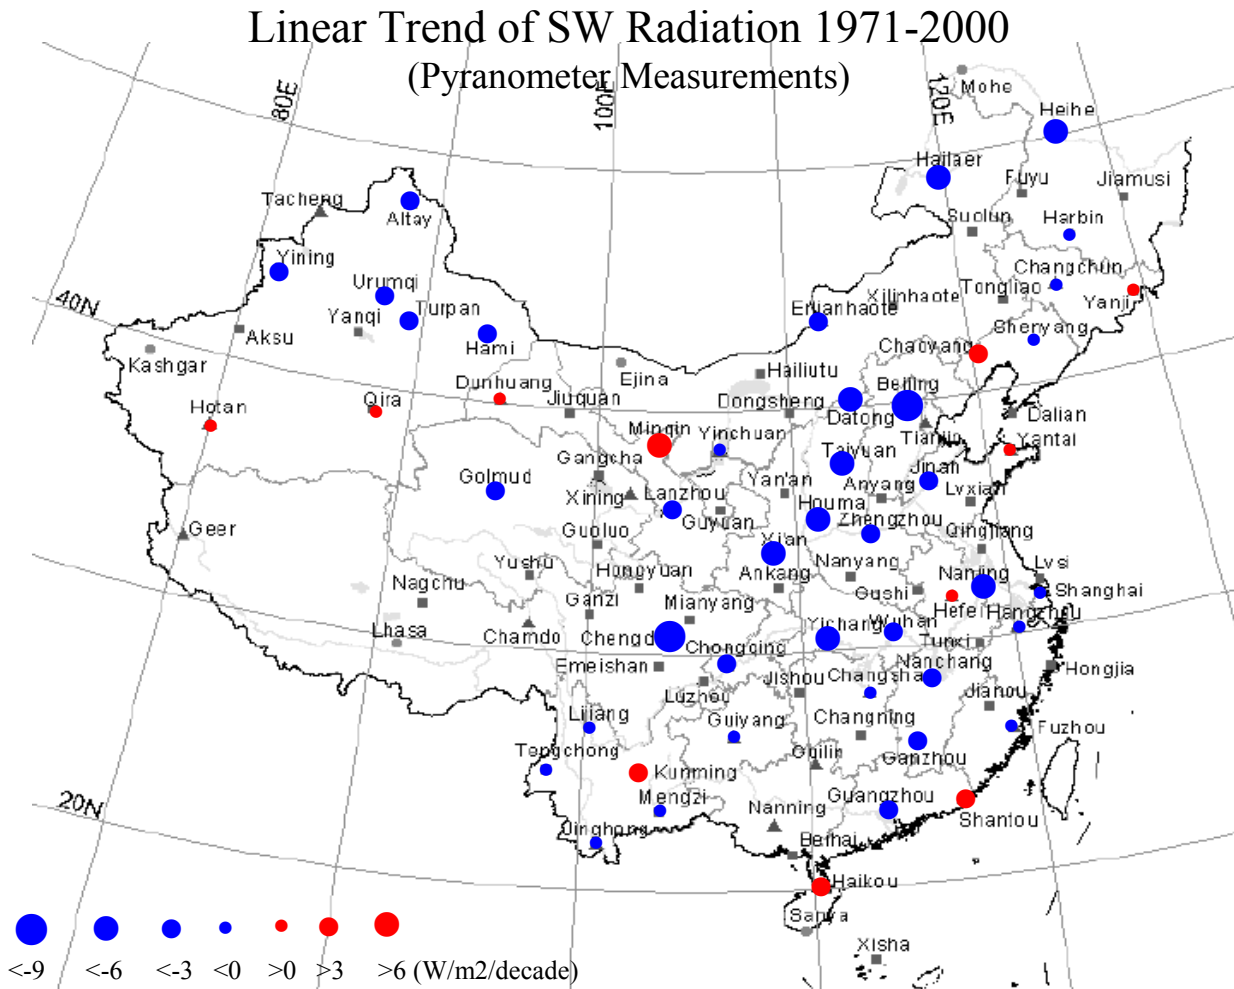 Linear Trend of SW Radiation 1971-2000
(Pyranometer Measurements)
80E
100E
120E
Mohe
Heihe
Hailaer
Fuyu
Jiamusi
Tacheng
Altay
Suolun
Harbin
Yining
Urumqi
Changchun
40N
Turpan
Erlianhaote
Xilinhaote
Tongliao
Yanji
Yanqi
Aksu
Shenyang
Hami
Chaoyang
Kashgar
Ejina
Hailiutu
Beijing
Dunhuang
Hotan
Qira
Jiuquan
Dongsheng
Datong
Dalian
Minqin
Yinchuan
Tianjin
Yantai
Gangcha
Taiyuan
Jinan
Golmud
Xining
Lanzhou
Yan'an
Anyang
Lvxian
Houma
Geer
Guoluo
Guyuan
Zhengzhou
Qingjiang
Xi'an
Yushu
Hongyuan
Ankang
Nanyang
Nanjing
Lvsi
Nagchu
Ganzi
Mianyang
Gushi
Hefei
Hangzhou
Shanghai
Lhasa
Chamdo
Chengd
Yichang
Wuhan
Tunxi
Chongqing
Emeishan
Jishou
Changsha
Nanchang
Hongjia
Luzhou
Jianou
Lijiang
Guiyang
Changning
Fuzhou
Tengchong
Guilin
Ganzhou
Kunming
20N
Mengzi
Nanning
Guangzhou
Shantou
Jinghong
Beihai
Haikou
Sanya
Xisha
<-9 <-6 <-3 <0 >0 >3 >6 (W/m2/decade)